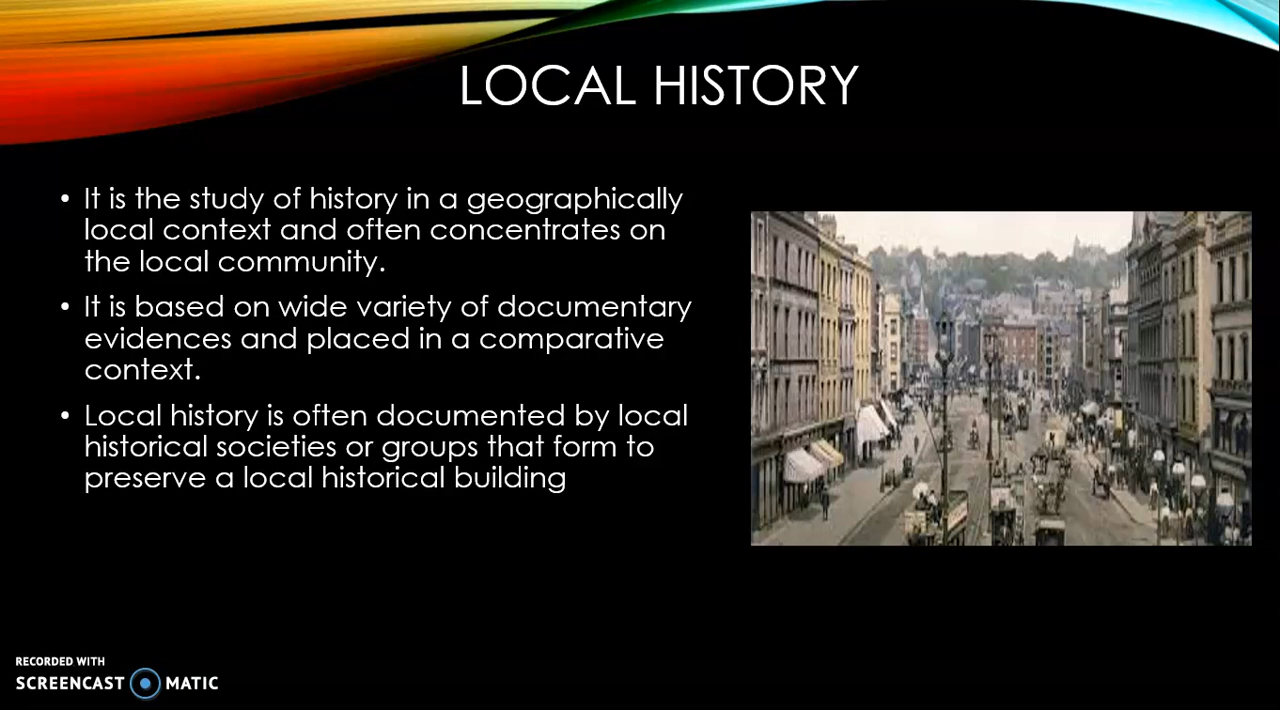 LOCAL HISTORY
• It is the study of history in a geographically
local context and often concentrates on
the local community.
• It is based on wide variety of documentary
evidences and placed in a comparative
context.
• Local history is often documented by local
historical societies or groups that form to
preserve a local historical building
RECORDED WITH
SCREENCAST MATIC